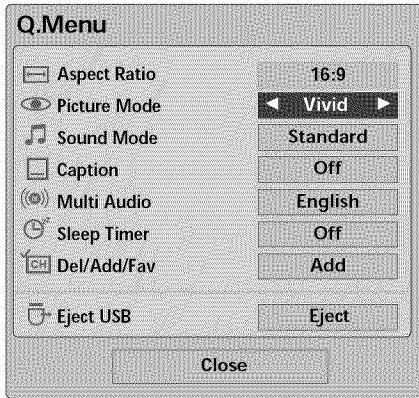 Q.Menu
Aspect Ratio 16:9
Picture Mode ◄ Vivid ►
Sound Mode Standard
Caption Off
Multi Audio English
Sleep Timer Off
CH Del/Add/Fav Add
Eject USB Eject
Close